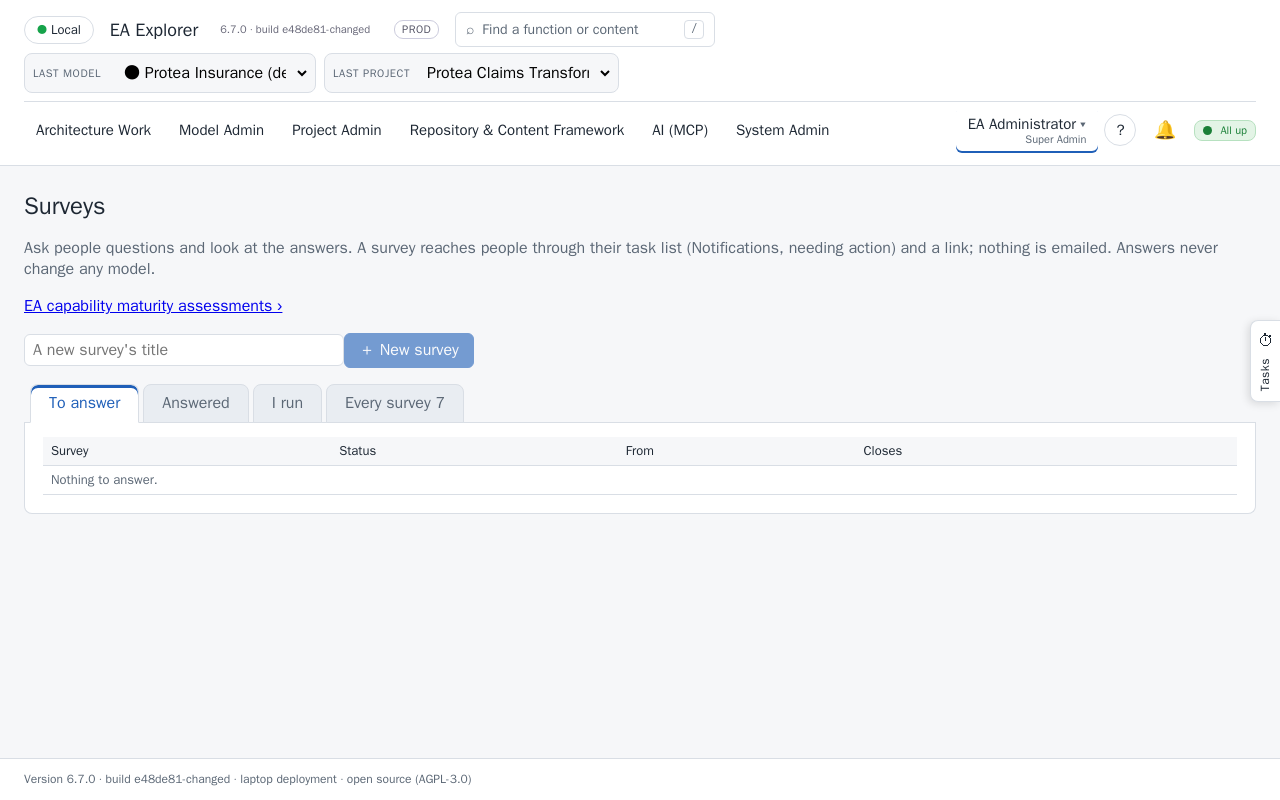 Local
EA Explorer
6.7.0 · build e48de81-changed
PROD
Find a function or content
/
LAST MODEL
Protea Insurance (de
LAST PROJECT
Protea Claims Transforn
Architecture Work
Model Admin
Project Admin
Repository & Content Framework
AI (MCP)
System Admin
EA Administrator ▾
Super Admin
?
All up
Surveys
Ask people questions and look at the answers. A survey reaches people through their task list (Notifications, needing action) and a link; nothing is emailed. Answers never
change any model.
EA capability maturity assessments ›
A new survey's title
+ New survey
To answer
Answered
I run
Every survey 7
Survey
Status
From
Closes
Nothing to answer.
Tasks
Version 6.7.0 · build e48de81-changed · laptop deployment · open source (AGPL-3.0)